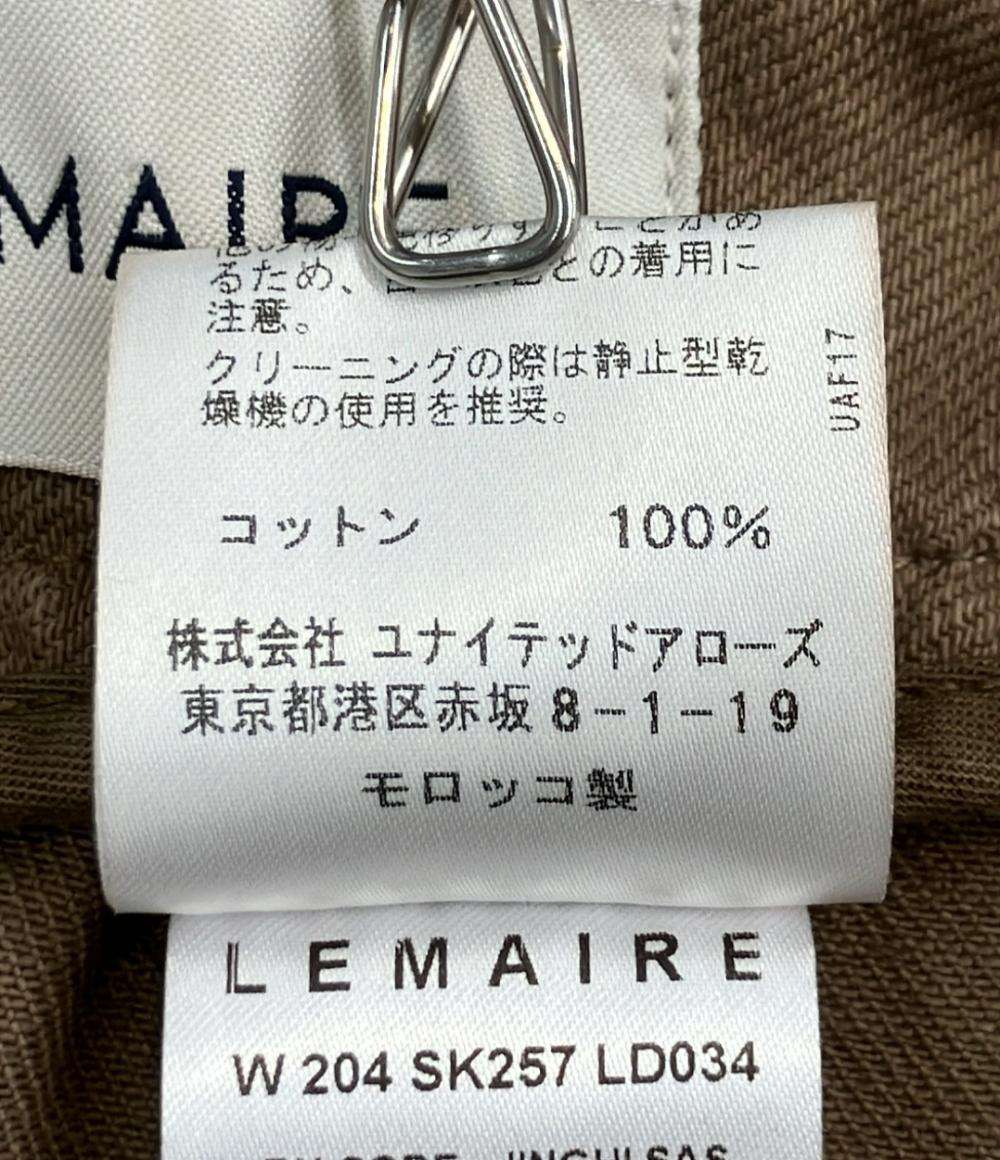 MAIRE
るため、
との着用に
注意。
クリーニングの際は静止型乾
燥機の使用を推奨。
UAF17
コットン 100%
株式会社 ユナイテッドアローズ
東京都港区赤坂8-1-19
モロッコ製
LEMAIRE
W 204 SK257 LD034